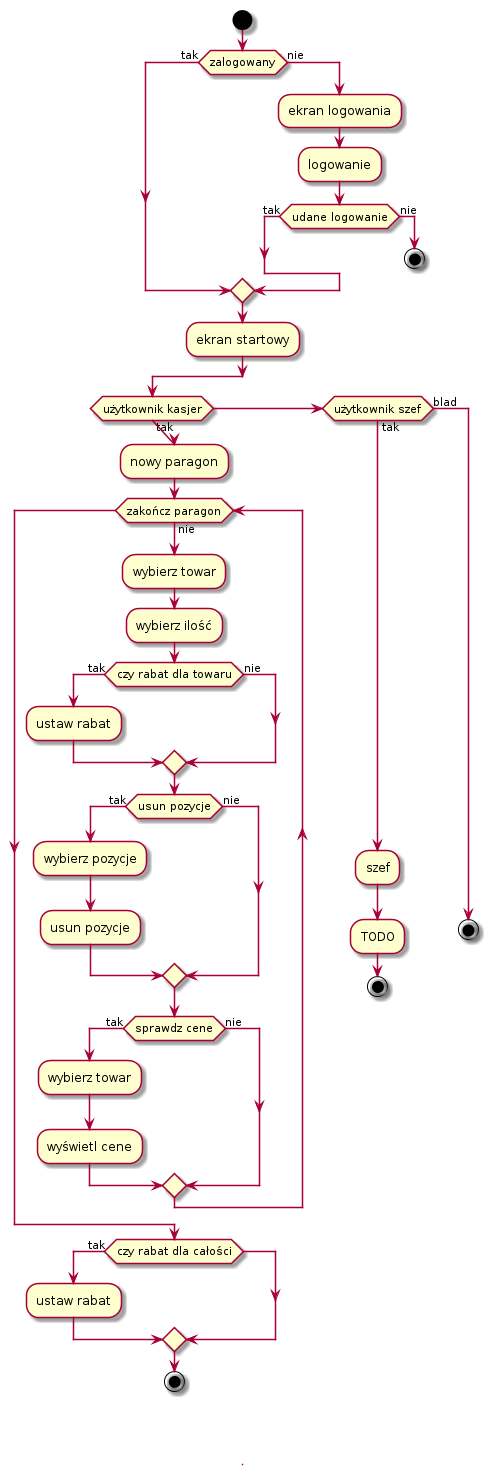 zalogowany
tak
nie
ekran logowania
logowanie
udane logowanie
tak
nie
ekran startowy
użytkownik kasjer
tak
użytkownik szef
tak
blad
nowy paragon
zakończ paragon
nie
wybierz towar
wybierz ilość
czy rabat dla towaru
tak
nie
ustaw rabat
usun pozycje
tak
nie
wybierz pozycje
usun pozycje
szef
TODO
sprawdz cene
tak
nie
wybierz towar
wyświetl cene
czy rabat dla całości
tak
ustaw rabat